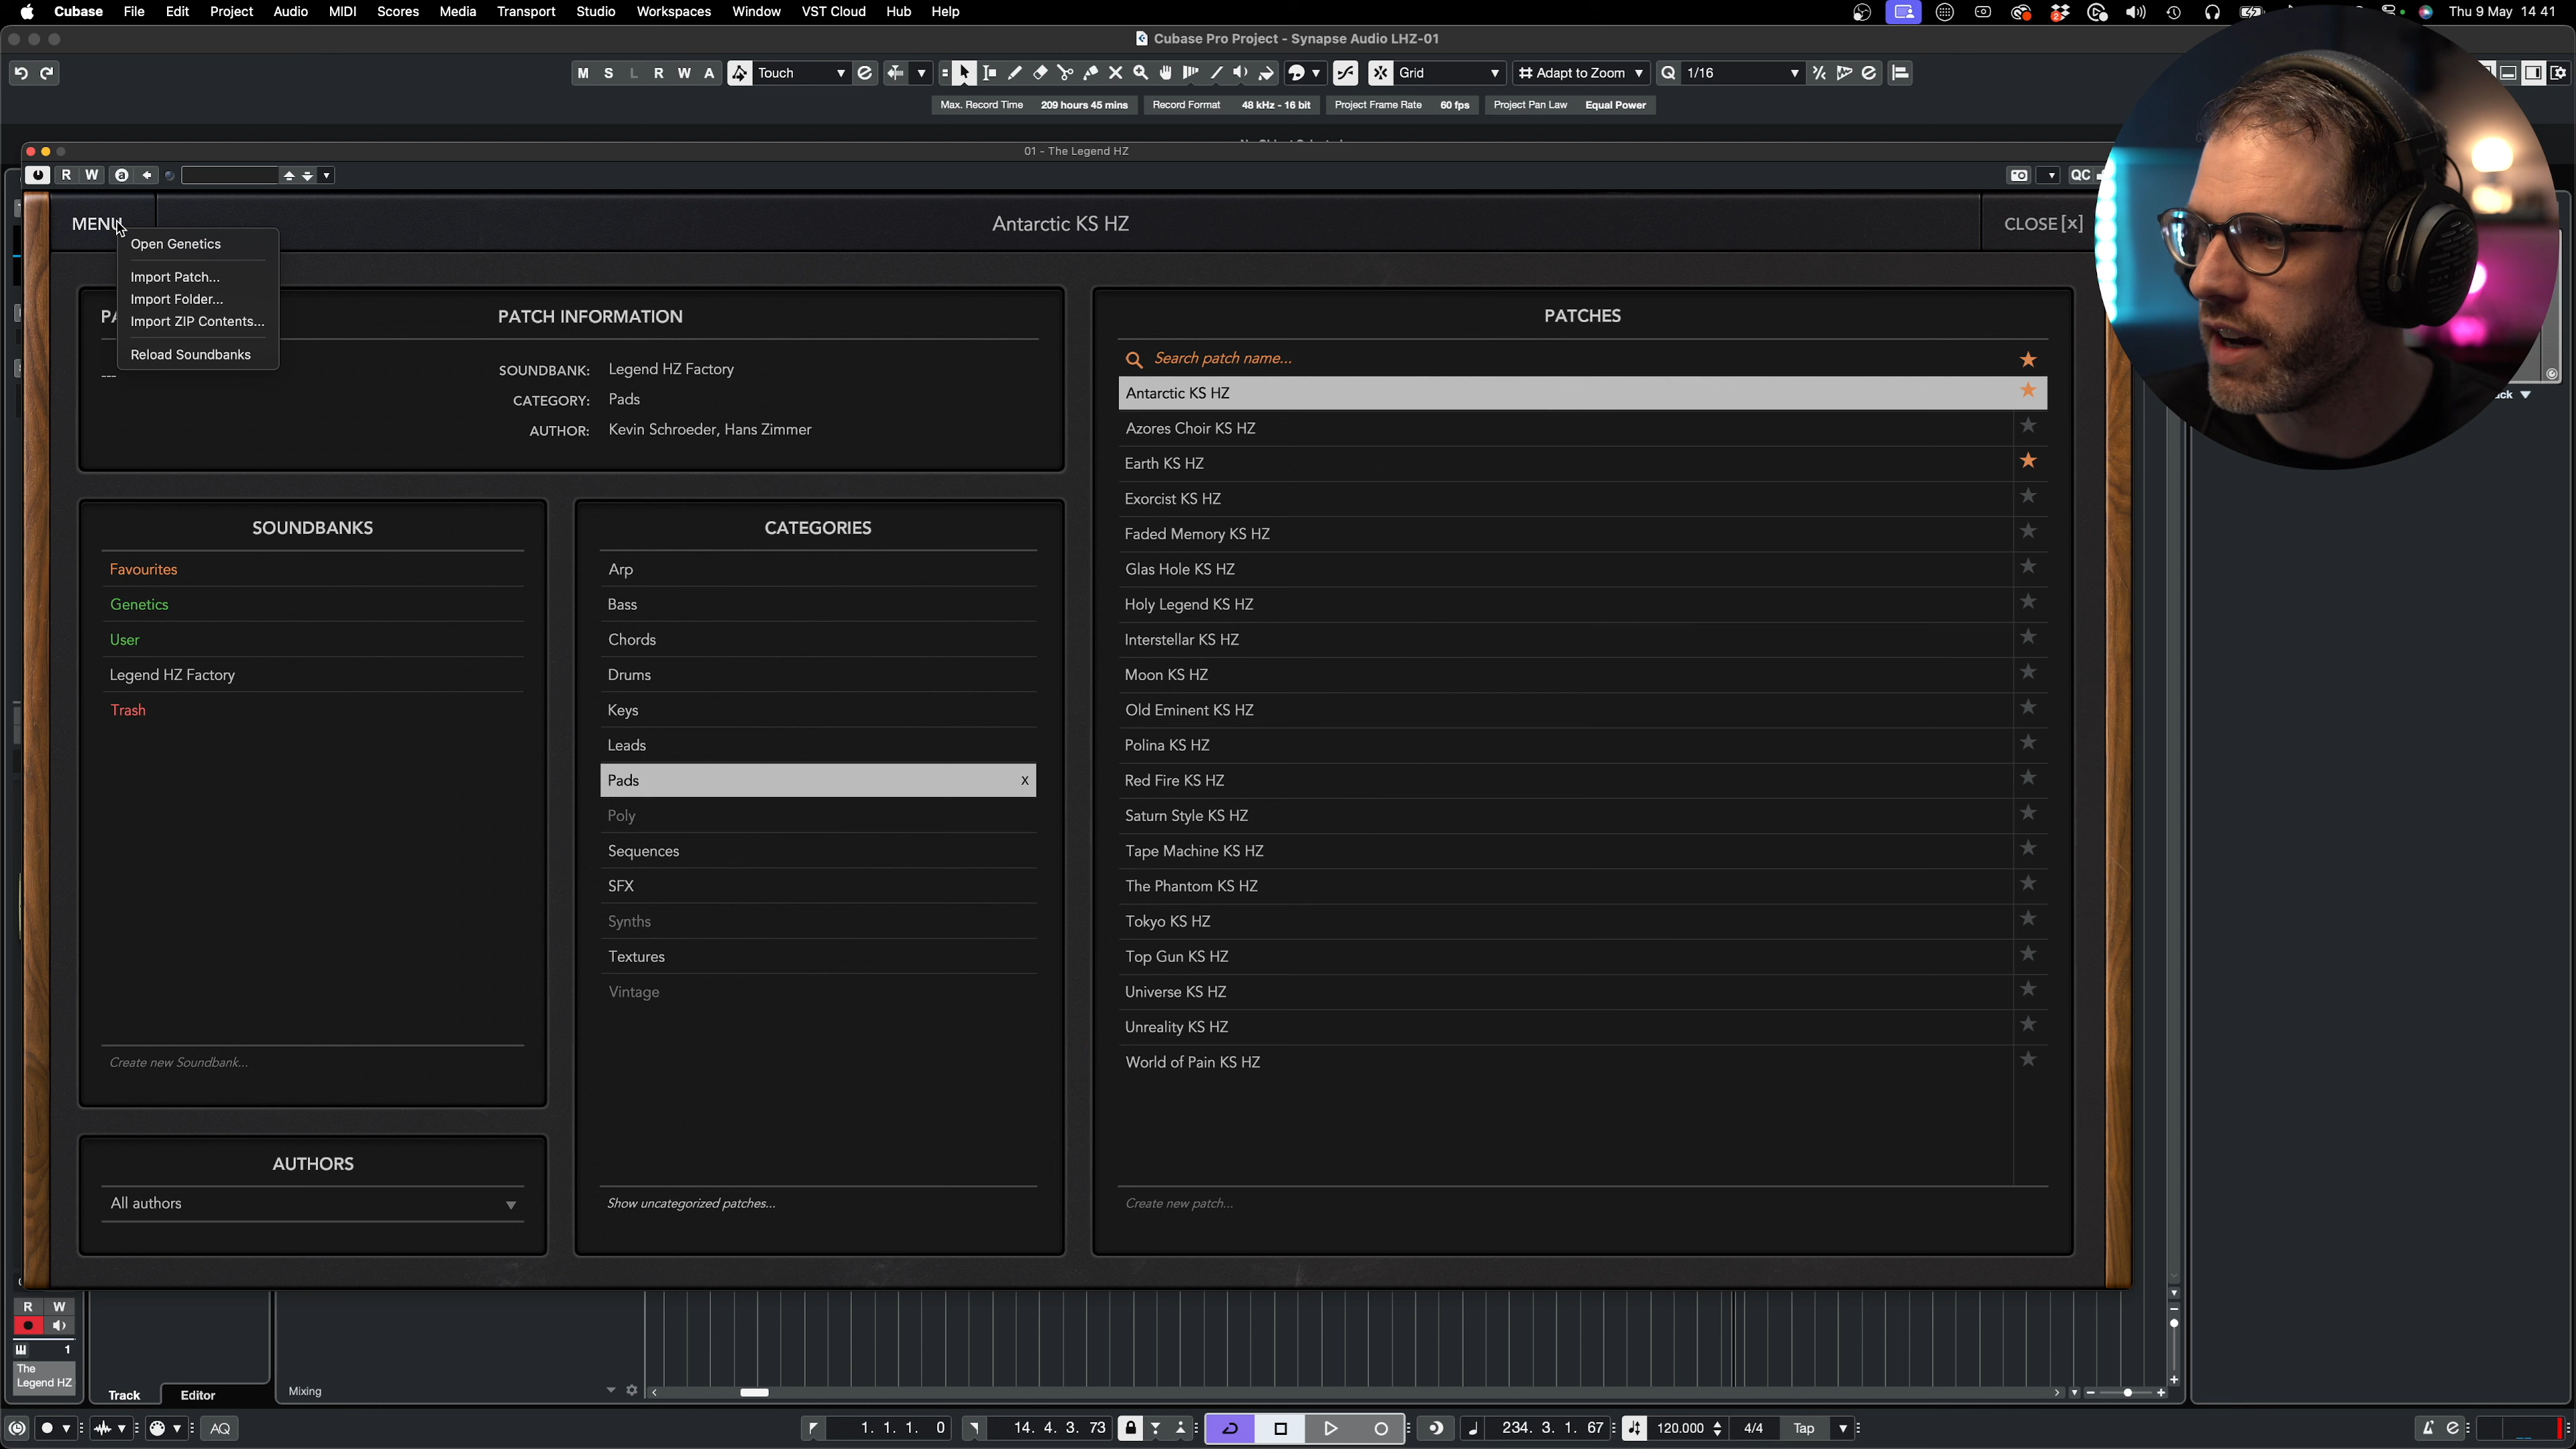 Cubase File Edit Project Audio MIDI Scores Media Transport Studio Workspaces Window VST Cloud Hub Help
Thu 9 May 14 41
Cubase Pro Project - Synapse Audio LHZ-01
M S L R W A Touch Grid Adapt to Zoom Q 1/16
Max. Record Time 209 hours 45 mins Record Format 48 kHz - 16 bit Project Frame Rate 60 fps Project Pan Law Equal Power
01 - The Legend HZ
R W a QC
MENU
Antarctic KS HZ
CLOSE [x]
Open Genetics
Import Patch...
Import Folder...
Import ZIP Contents...
Reload Soundbanks
PATCH INFORMATION
---
SOUNDBANK: Legend HZ Factory
CATEGORY: Pads
AUTHOR: Kevin Schroeder, Hans Zimmer
SOUNDBANKS
Favourites
Genetics
User
Legend HZ Factory
Trash
Create new Soundbank...
AUTHORS
All authors
CATEGORIES
Arp
Bass
Chords
Drums
Keys
Leads
Pads x
Poly
Sequences
SFX
Synths
Textures
Vintage
Show uncategorized patches...
PATCHES
Search patch name...
Antarctic KS HZ
Azores Choir KS HZ
Earth KS HZ
Exorcist KS HZ
Faded Memory KS HZ
Glas Hole KS HZ
Holy Legend KS HZ
Interstellar KS HZ
Moon KS HZ
Old Eminent KS HZ
Polina KS HZ
Red Fire KS HZ
Saturn Style KS HZ
Tape Machine KS HZ
The Phantom KS HZ
Tokyo KS HZ
Top Gun KS HZ
Universe KS HZ
Unreality KS HZ
World of Pain KS HZ
Create new patch...
R W
1
The
Legend HZ
Track Editor
Mixing
AQ
1. 1. 1. 0
14. 4. 3. 73
234. 3. 1. 67
120.000
4/4
Tap